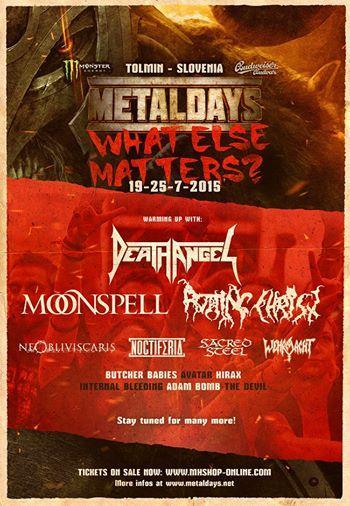 MONSTER
ENERGY
TOLMIN - SLOVENIA
Budweiser
Budvar
METALDAYS
WHAT ELSE
MATTERS?
19-25-7-2015
WARMING UP WITH:
DEATH ANGEL
MOONSPELL
ROTTING CHRIST
NE OBLIVISCARIS
NOCTIFERIA
SACRED
STEEL
WEHRMACHT
BUTCHER BABIES AVATAR HIRAX
INTERNAL BLEEDING ADAM BOMB THE DEVIL
Stay tuned for many more!
TICKETS ON SALE NOW: WWW.MHSHOP-ONLINE.COM
More infos at www.metaldays.net